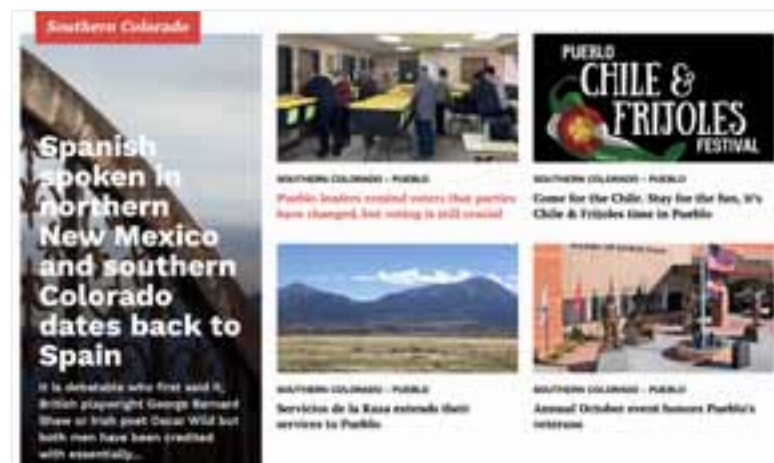 Southern Colorado
Spanish
spoken in
northern
New Mexico
and southern
Colorado
dates back to
Spain
It is debatable who first said it,
British playwright George Bernard
Shaw or Irish poet Oscar Wild but
both men have been credited
with essentially...
SOUTHERN COLORADO - PUEBLO
Pueblo leaders remind voters that parties
have changed, but voting is still crucial
PUEBLO
CHILE &
FRIJOLES
FESTIVAL
SOUTHERN COLORADO - PUEBLO
Come for the Chile. Stay for the fun, it's
Chile & Frijoles time in Pueblo
SOUTHERN COLORADO - PUEBLO
Servicios de la Raza extends their
services to Pueblo
SOUTHERN COLORADO - PUEBLO
Annual October event honors Pueblo's
veterans